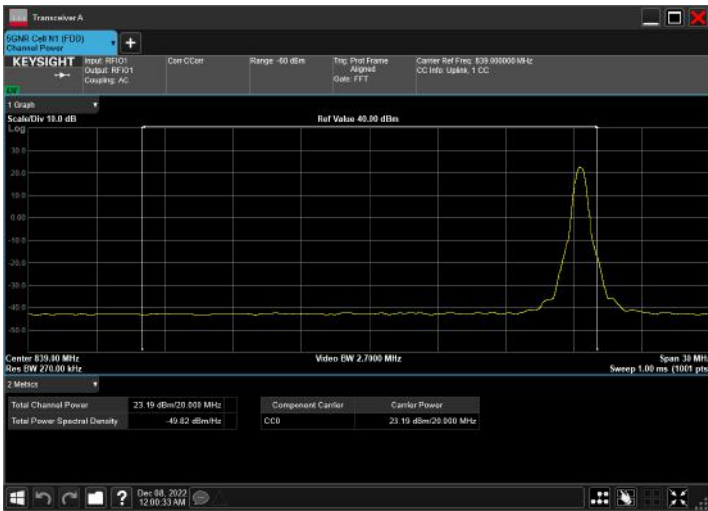 Transceiver A
5GNR Cell N1 (FDD)
Channel Power
KEYSIGHT Input: RFIO1 Corr CCorr Range: -60 dBm Trig: Prot Frame Carrier Ref Freq: 839.000000 MHz
Output: RFIO1 Aligned CC Info: Uplink, 1 CC
Coupling: AC Gate: FFT
1 Graph
Scale/Div 10.0 dB Ref Value 40.00 dBm
Log
30.0
20.0
10.0
0.00
-10.0
-20.0
-30.0
-40.0
-50.0
Center 839.00 MHz Video BW 2.7000 MHz Span 30 MH
Res BW 270.00 kHz Sweep 1.00 ms (1001 pts
2 Metrics
Total Channel Power 23.19 dBm/20.000 MHz Component Carrier Carrier Power
Total Power Spectral Density -49.82 dBm/Hz CC0 23.19 dBm/20.000 MHz
Dec 08, 2022
12:00:33 AM